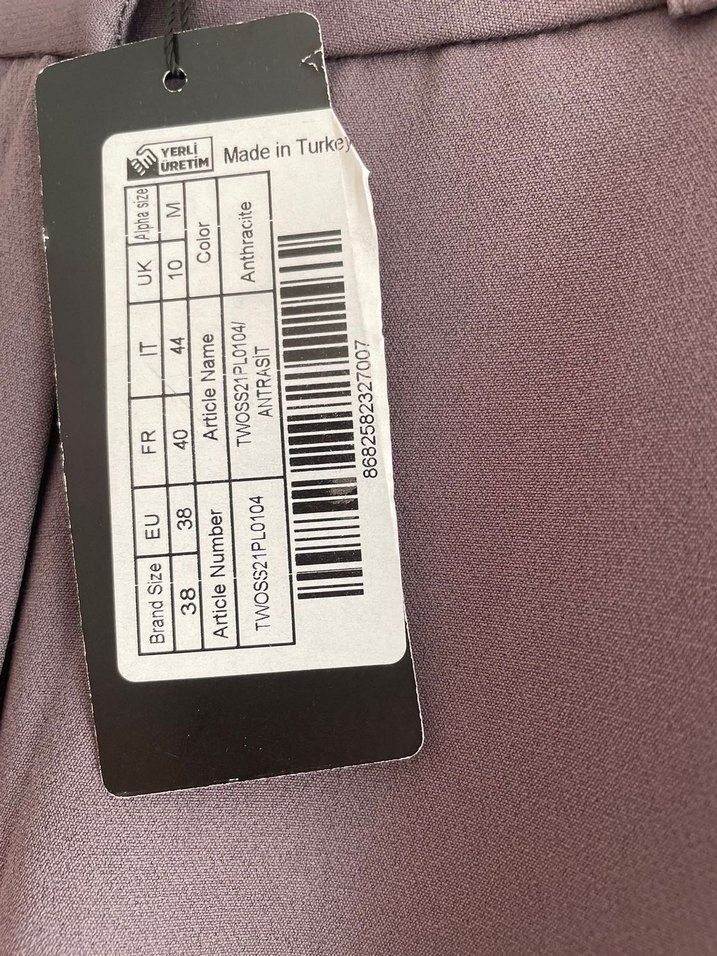 YERLİ
ÜRETİM
Made in Turkey
Brand Size EU FR IT UK Alpha size
38 38 40 44 10 M
Article Number Article Name Color
TWOSS21PL0104 TWOSS21PL0104/
ANTRASİT Anthracite
8682582327007